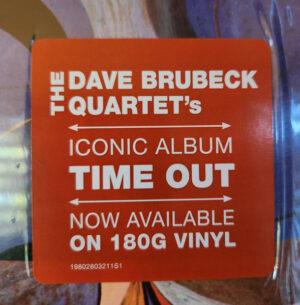 THE DAVE BRUBECK
QUARTET's
ICONIC ALBUM
TIME OUT
NOW AVAILABLE
ON 180G VINYL
19802803211S1